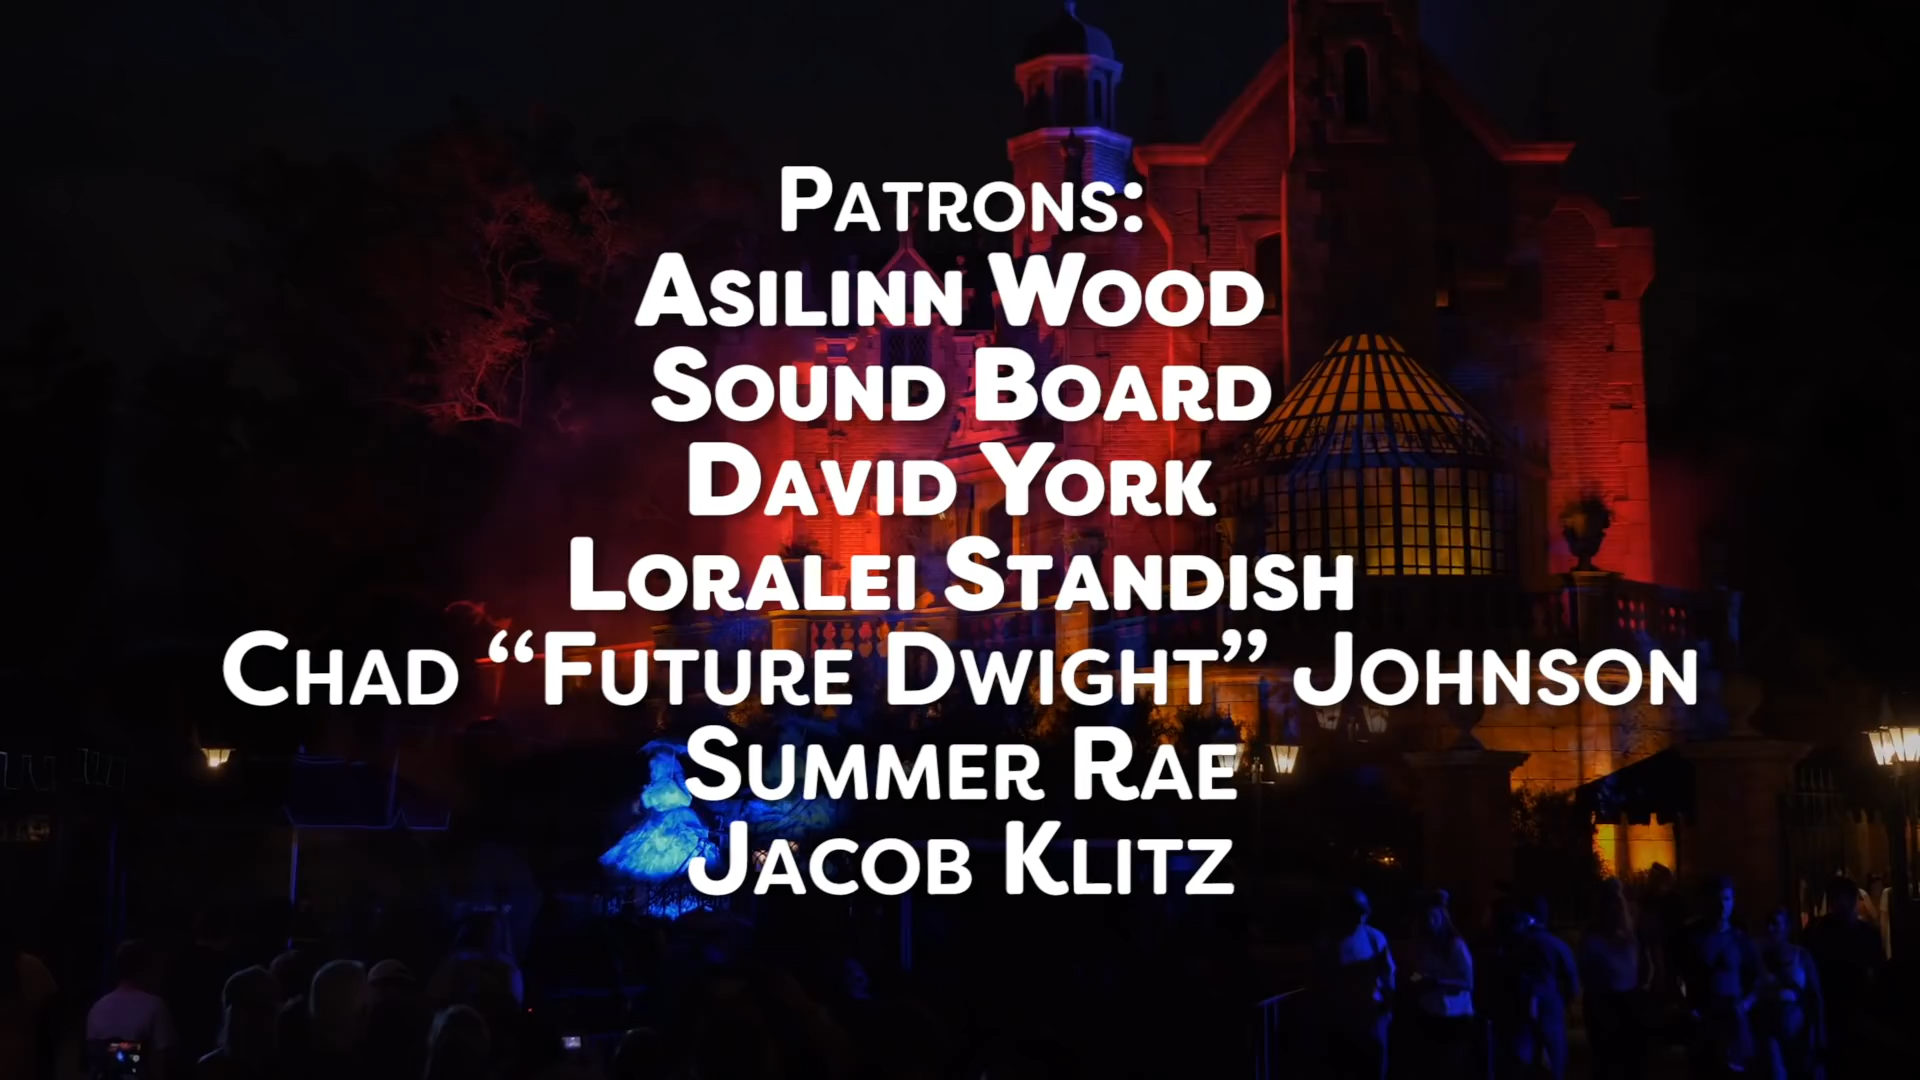 Patrons:
Asilinn Wood
Sound Board
David York
Loralei Standish
Chad “Future Dwight” Johnson
Summer Rae
Jacob Klitz